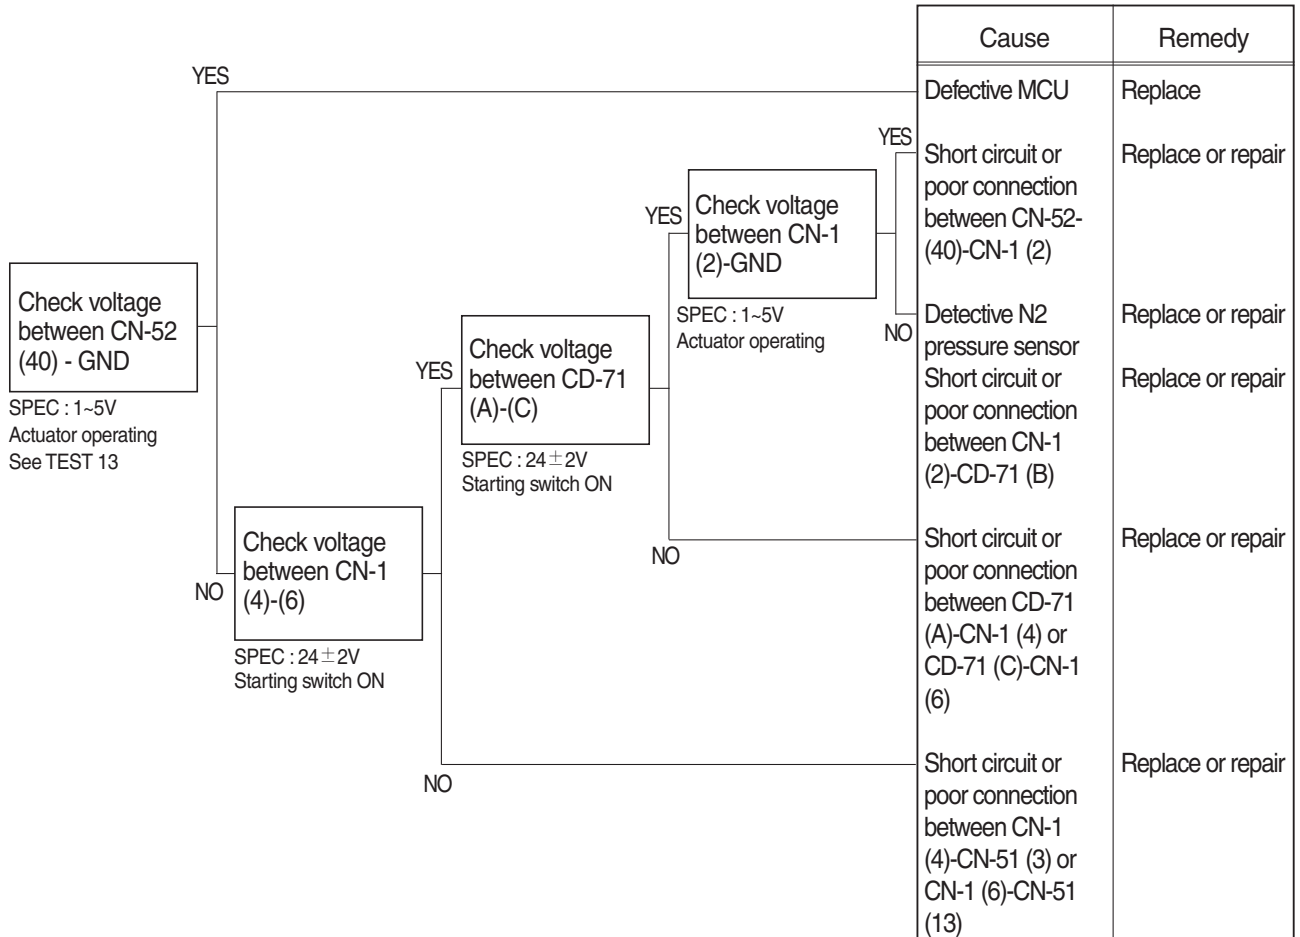 Cause
Remedy
YES
Defective MCU
Replace
YES
Short circuit or
poor connection
between CN-52-
(40)-CN-1 (2)
Replace or repair
YES
Check voltage
between CN-1
(2)-GND
SPEC : 1~5V
Actuator operating
NO
Detective N2
pressure sensor
Replace or repair
Short circuit or
poor connection
between CN-1
(2)-CD-71 (B)
Replace or repair
Check voltage
between CN-52
(40) - GND
SPEC : 1~5V
Actuator operating
See TEST 13
YES
Check voltage
between CD-71
(A)-(C)
SPEC : 24±2V
Starting switch ON
NO
Short circuit or
poor connection
between CD-71
(A)-CN-1 (4) or
CD-71 (C)-CN-1
(6)
Replace or repair
NO
Check voltage
between CN-1
(4)-(6)
SPEC : 24±2V
Starting switch ON
NO
Short circuit or
poor connection
between CN-1
(4)-CN-51 (3) or
CN-1 (6)-CN-51
(13)
Replace or repair